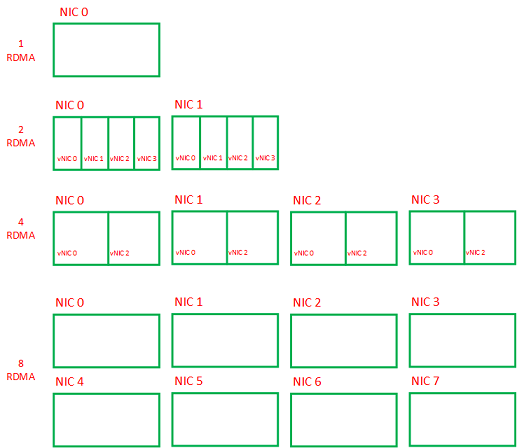 NIC 0
1
RDMA
NIC 0 NIC 1
2
RDMA
vNIC 0 vNIC 1 vNIC 2 vNIC 3 vNIC 0 vNIC 1 vNIC 2 vNIC 3
NIC 0 NIC 1 NIC 2 NIC 3
4
RDMA
vNIC 0 vNIC 2 vNIC 0 vNIC 2 vNIC 0 vNIC 2 vNIC 0 vNIC 2
NIC 0 NIC 1 NIC 2 NIC 3
8
RDMA
NIC 4 NIC 5 NIC 6 NIC 7